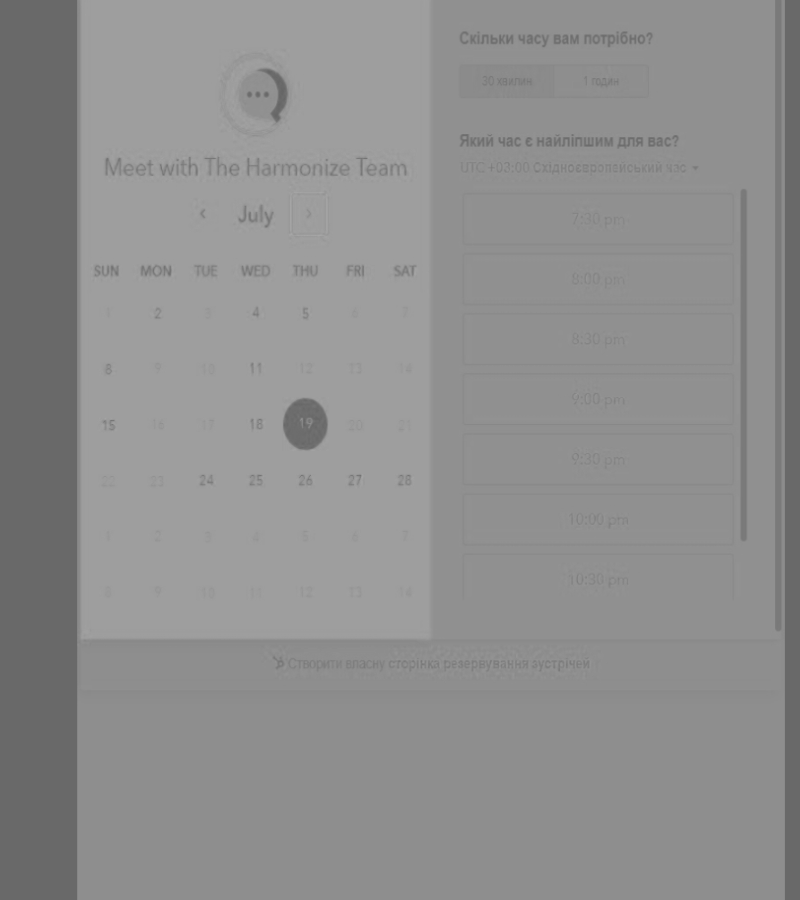 Meet with The Harmonize Team
July
SUN MON TUE WED THU FRI SAT
1 2 3 4 5 6 7
8 9 10 11 12 13 14
15 16 17 18 19 20 21
22 23 24 25 26 27 28
1 2 3 4 5 6 7
8 9 10 11 12 13 14
Скільки часу вам потрібно?
30 хвилин 1 годин
Який час є найліпшим для вас?
UTC +03:00 Східноєвропейський час
7:30 pm
8:00 pm
8:30 pm
9:00 pm
9:30 pm
10:00 pm
10:30 pm
Створити власну сторінка резервування зустрічей